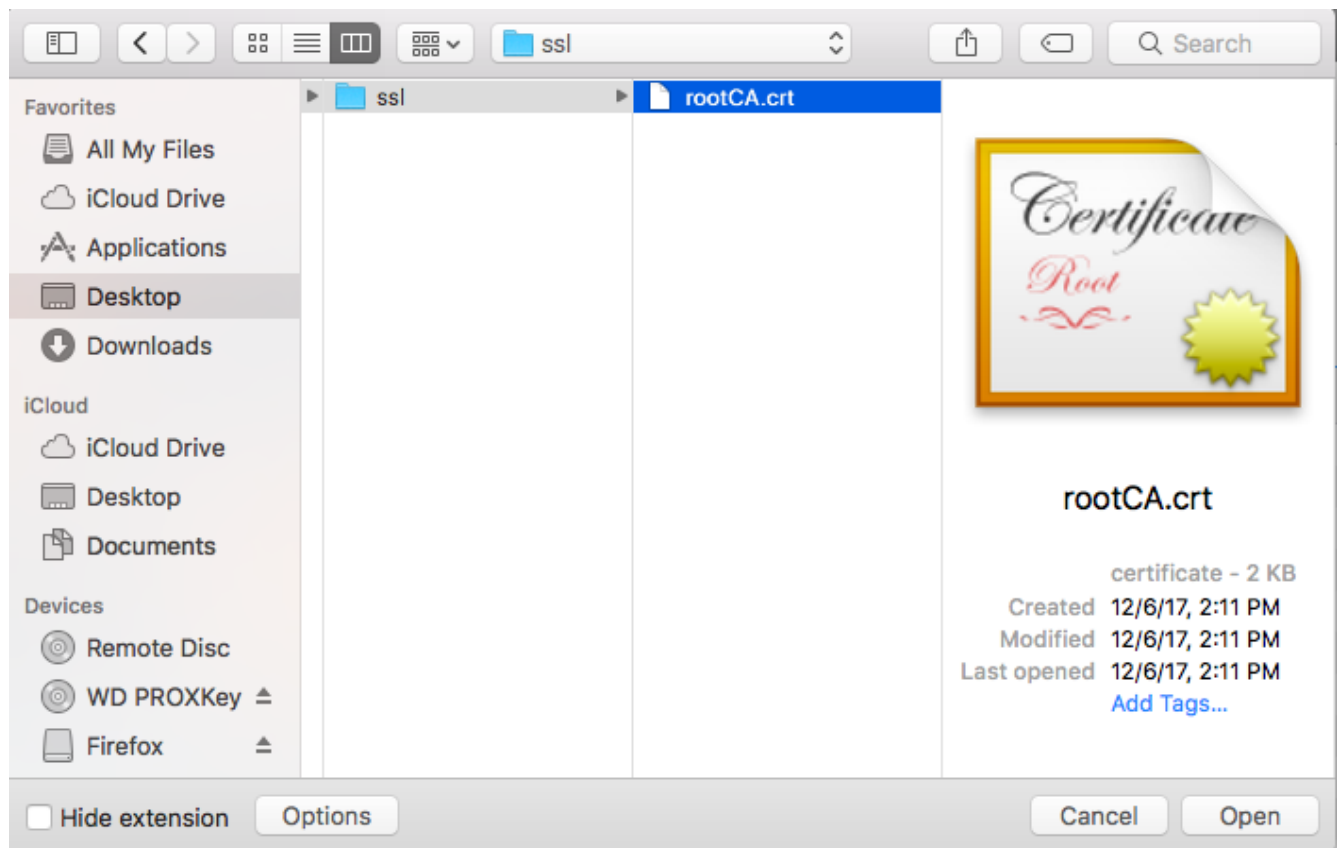 ssl
Search
Favorites
All My Files
iCloud Drive
Applications
Desktop
Downloads
iCloud
iCloud Drive
Desktop
Documents
Devices
Remote Disc
WD PROXKey
Firefox
ssl
rootCA.crt
Certificate
Root
rootCA.crt
certificate - 2 KB
Created 12/6/17, 2:11 PM
Modified 12/6/17, 2:11 PM
Last opened 12/6/17, 2:11 PM
Add Tags...
Hide extension
Options
Cancel
Open